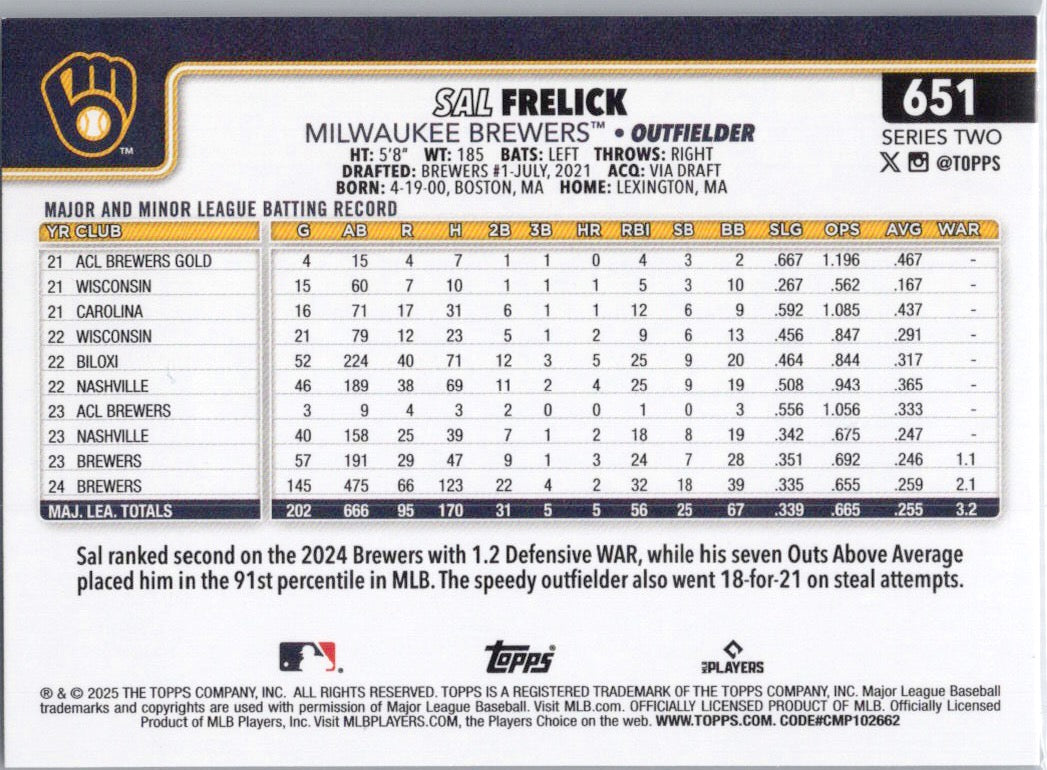 651
SAL FRELICK
MILWAUKEE BREWERS™ • OUTFIELDER
SERIES TWO
HT: 5'8" WT: 185 BATS: LEFT THROWS: RIGHT
@TOPPS
DRAFTED: BREWERS #1-JULY, 2021 ACQ: VIA DRAFT
BORN: 4-19-00, BOSTON, MA HOME: LEXINGTON, MA
TM
MAJOR AND MINOR LEAGUE BATTING RECORD
YR CLUB G AB R H 2B 3B HR RBI SB BB SLG OPS AVG WAR
21 ACL BREWERS GOLD 4 15 4 7 1 1 0 4 3 2 .667 1.196 .467 -
21 WISCONSIN 15 60 7 10 1 1 1 5 3 10 .267 .562 .167 -
21 CAROLINA 16 71 17 31 6 1 1 12 6 9 .592 1.085 .437 -
22 WISCONSIN 21 79 12 23 5 1 2 9 6 13 .456 .847 .291 -
22 BILOXI 52 224 40 71 12 3 5 25 9 20 .464 .844 .317 -
22 NASHVILLE 46 189 38 69 11 2 4 25 9 19 .508 .943 .365 -
23 ACL BREWERS 3 9 4 3 2 0 0 1 0 3 .556 1.056 .333 -
23 NASHVILLE 40 158 25 39 7 1 2 18 8 19 .342 .675 .247 -
23 BREWERS 57 191 29 47 9 1 3 24 7 28 .351 .692 .246 1.1
24 BREWERS 145 475 66 123 22 4 2 32 18 39 .335 .655 .259 2.1
MAJ. LEA. TOTALS 202 666 95 170 31 5 5 56 25 67 .339 .665 .255 3.2
Sal ranked second on the 2024 Brewers with 1.2 Defensive WAR, while his seven Outs Above Average
placed him in the 91st percentile in MLB. The speedy outfielder also went 18-for-21 on steal attempts.
Topps®
MLB PLAYERS
® & © 2025 THE TOPPS COMPANY, INC. ALL RIGHTS RESERVED. TOPPS IS A REGISTERED TRADEMARK OF THE TOPPS COMPANY, INC. Major League Baseball
trademarks and copyrights are used with permission of Major League Baseball. Visit MLB.com. OFFICIALLY LICENSED PRODUCT OF MLB. Officially Licensed
Product of MLB Players, Inc. Visit MLBPLAYERS.COM, the Players Choice on the web. WWW.TOPPS.COM. CODE#CMP102662